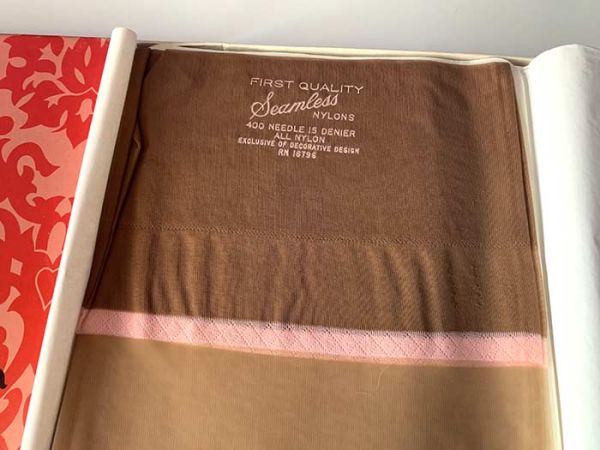 FIRST QUALITY
Seamless
NYLONS
400 NEEDLE 15 DENIER
ALL NYLON
EXCLUSIVE OF DECORATIVE DESIGN
RN 16796